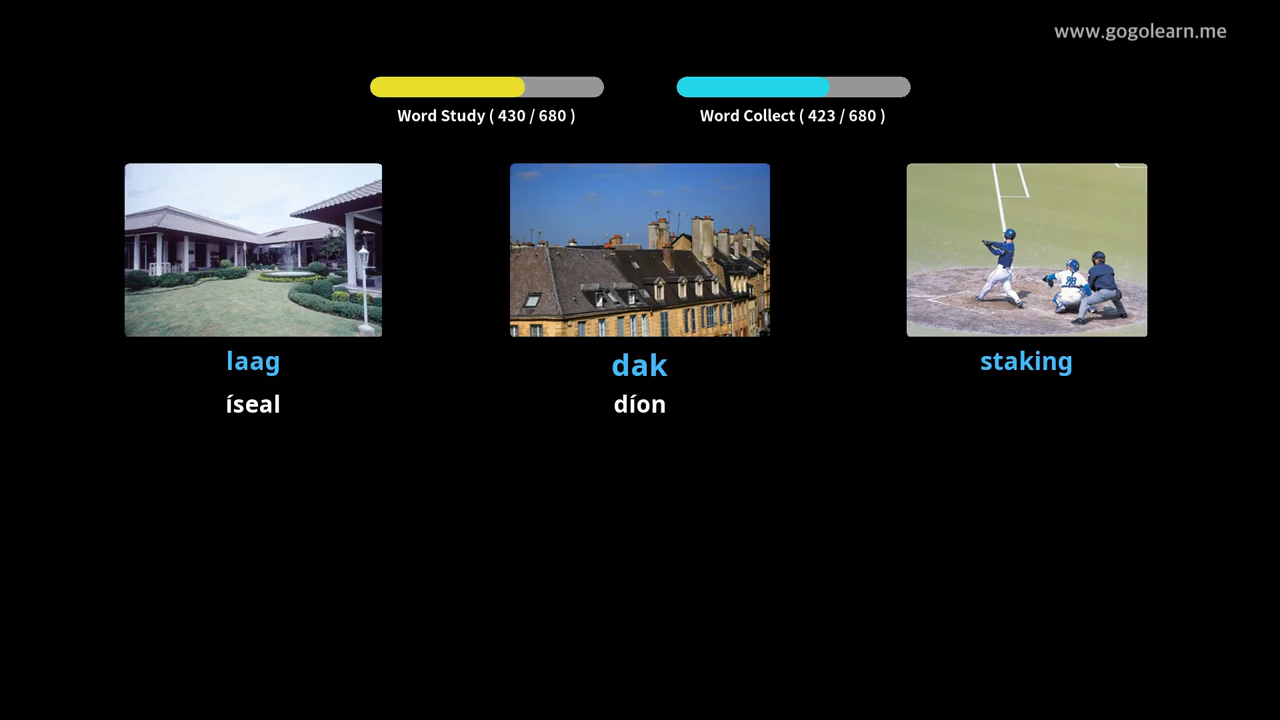 www.gogolearn.me
Word Study ( 430 / 680 )
Word Collect ( 423 / 680 )
laag
dak
staking
íseal
díon